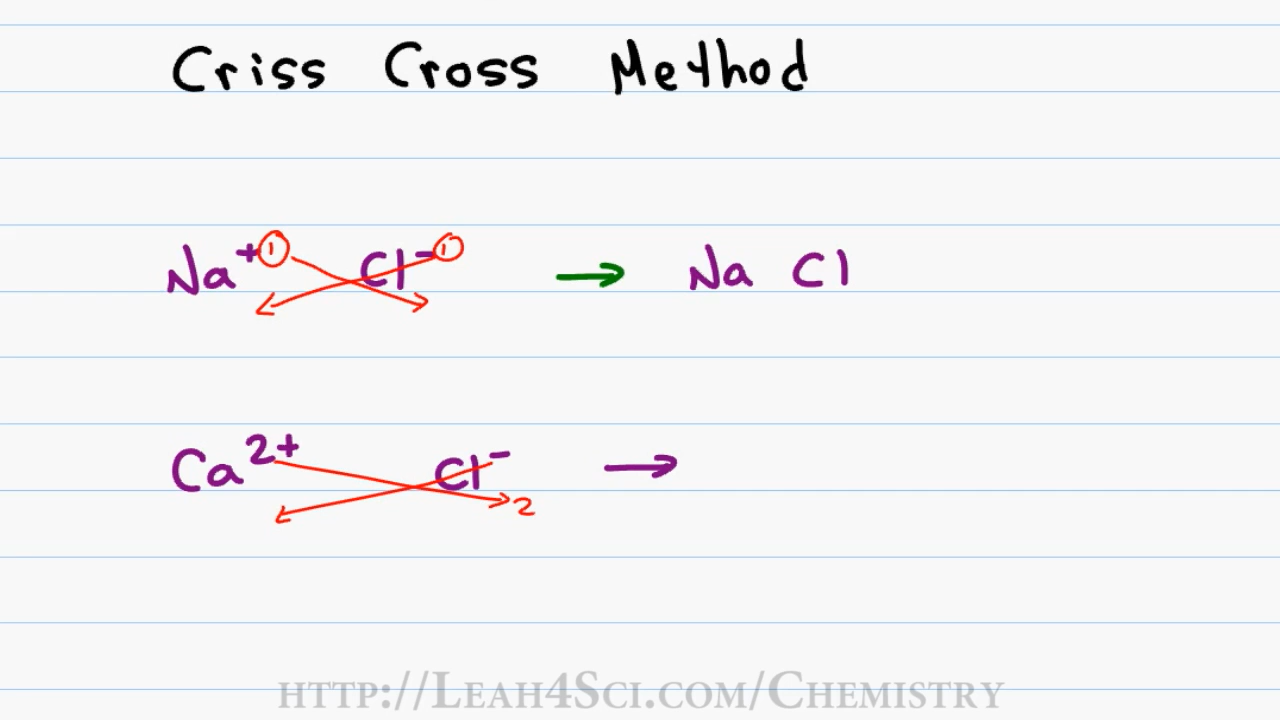 Criss Cross Method
Na⁺① Cl⁻① → Na Cl
Ca²⁺ Cl⁻ ₂ →
HTTP://LEAH4SCI.COM/CHEMISTRY